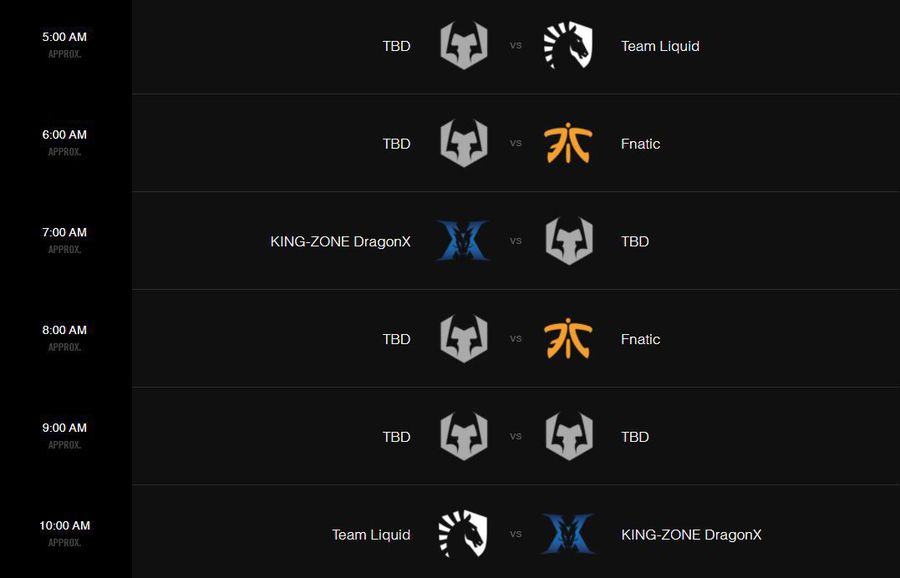 5:00 AM
APPROX.
TBD vs Team Liquid
6:00 AM
APPROX.
TBD vs Fnatic
7:00 AM
APPROX.
KING-ZONE DragonX vs TBD
8:00 AM
APPROX.
TBD vs Fnatic
9:00 AM
APPROX.
TBD vs TBD
10:00 AM
APPROX.
Team Liquid vs KING-ZONE DragonX